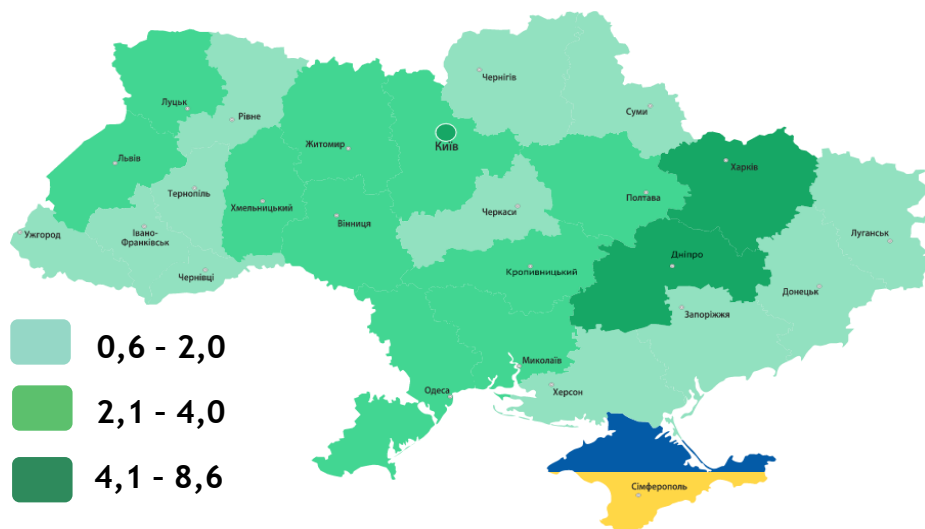 Чернігів
Луцьк
Рівне
Суми
Житомир
Київ
Львів
Харків
Тернопіль
Хмельницький
Полтава
Черкаси
Вінниця
Ужгород
Івано-
Франківськ
Луганськ
Чернівці
Кропивницький
Дніпро
Донецьк
Запоріжжя
0,6 – 2,0
Миколаїв
Одеса
Херсон
2,1 – 4,0
4,1 – 8,6
Сімферополь